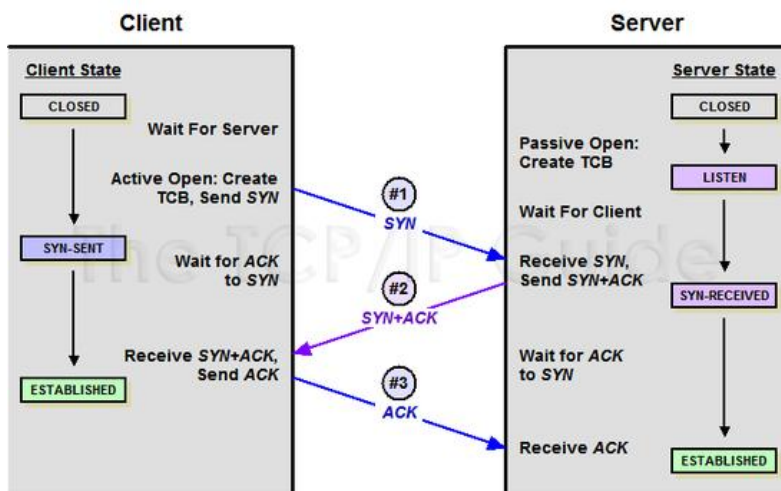 Client
Server
Client State
CLOSED
Wait For Server
Active Open: Create
TCB, Send SYN
SYN-SENT
Wait for ACK
to SYN
Receive SYN+ACK,
Send ACK
ESTABLISHED
#1
SYN
#2
SYN+ACK
#3
ACK
Server State
CLOSED
Passive Open:
Create TCB
LISTEN
Wait For Client
Receive SYN,
Send SYN+ACK
SYN-RECEIVED
Wait for ACK
to SYN
Receive ACK
ESTABLISHED
The TCP/IP Guide